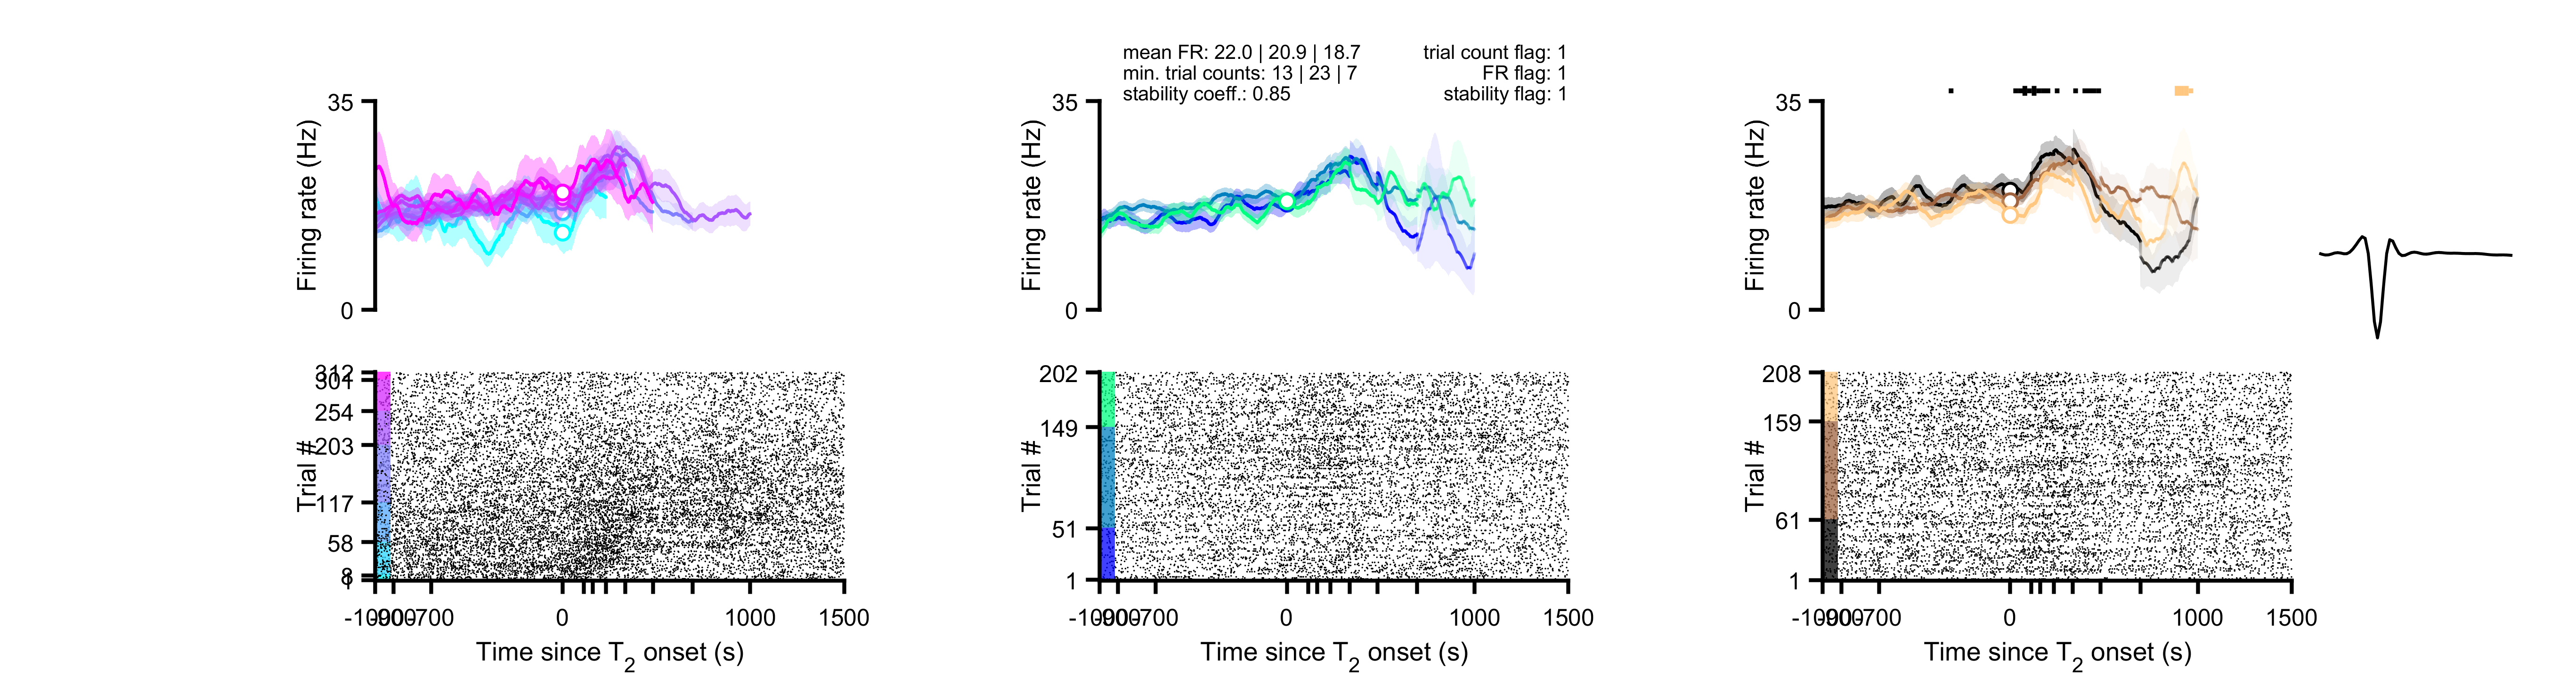 mean FR: 22.0 | 20.9 | 18.7
trial count flag: 1
min. trial counts: 13 | 23 | 7
FR flag: 1
stability coeff.: 0.85
stability flag: 1
35
Firing rate (Hz)
0
35
Firing rate (Hz)
0
35
Firing rate (Hz)
0
312
304
254
203
117
58
8
Trial #
0
1000
1500
Time since T2 onset (s)
202
149
51
1
Trial #
-700
0
1000
1500
Time since T2 onset (s)
208
159
61
1
Trial #
-700
0
1000
1500
Time since T2 onset (s)